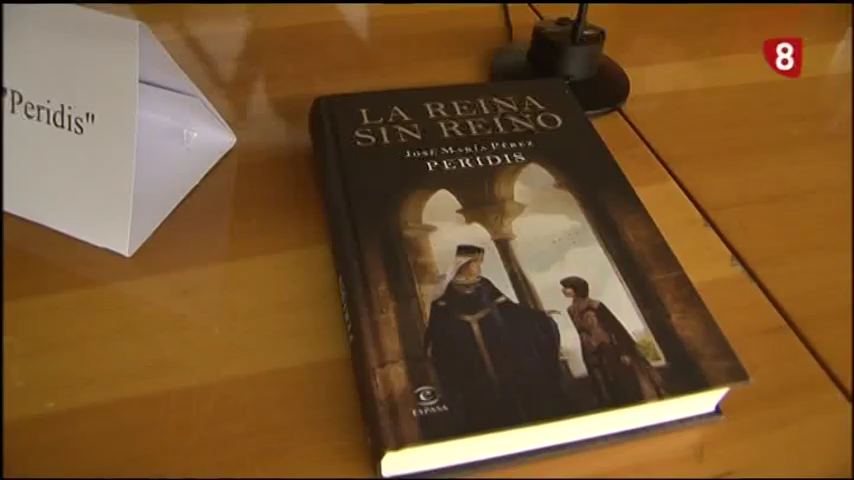 8
"Peridis"
LA REINA
SIN REINO
JOSÉ MARÍA PÉREZ
PERIDIS
ESPASA